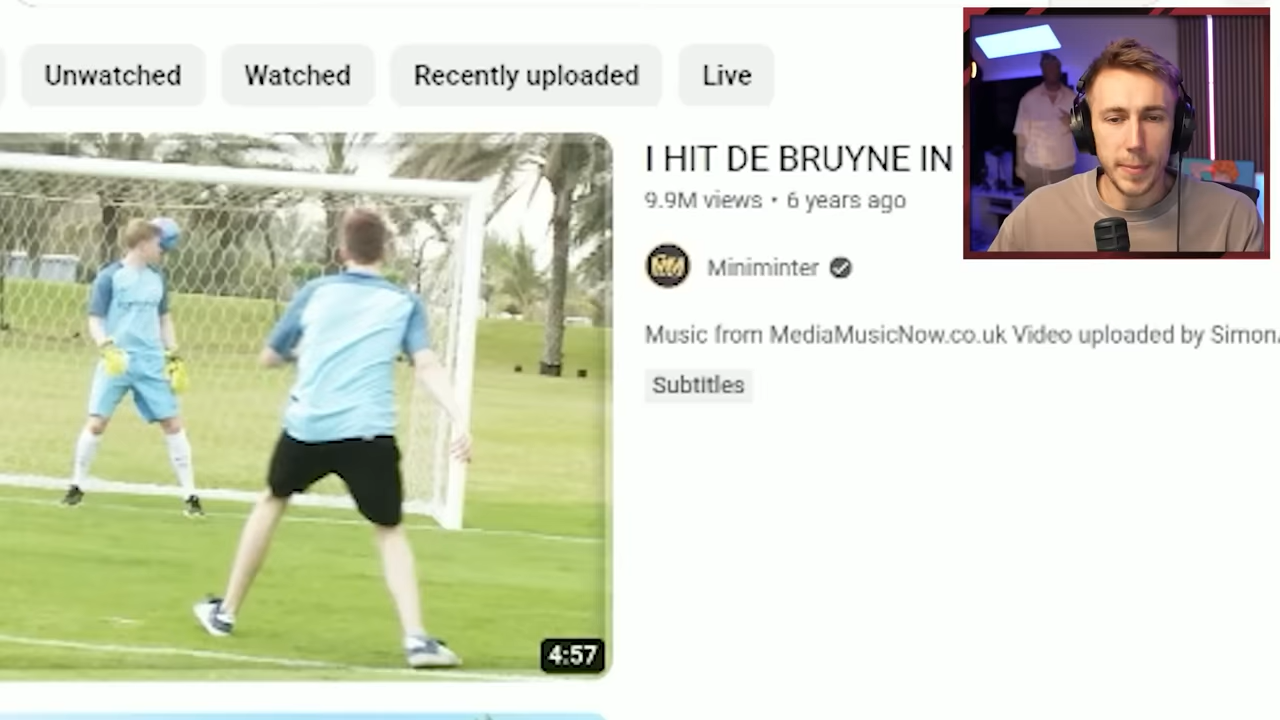 Unwatched
Watched
Recently uploaded
Live
I HIT DE BRUYNE IN
9.9M views • 6 years ago
Miniminter
Music from MediaMusicNow.co.uk Video uploaded by Simon
Subtitles
4:57